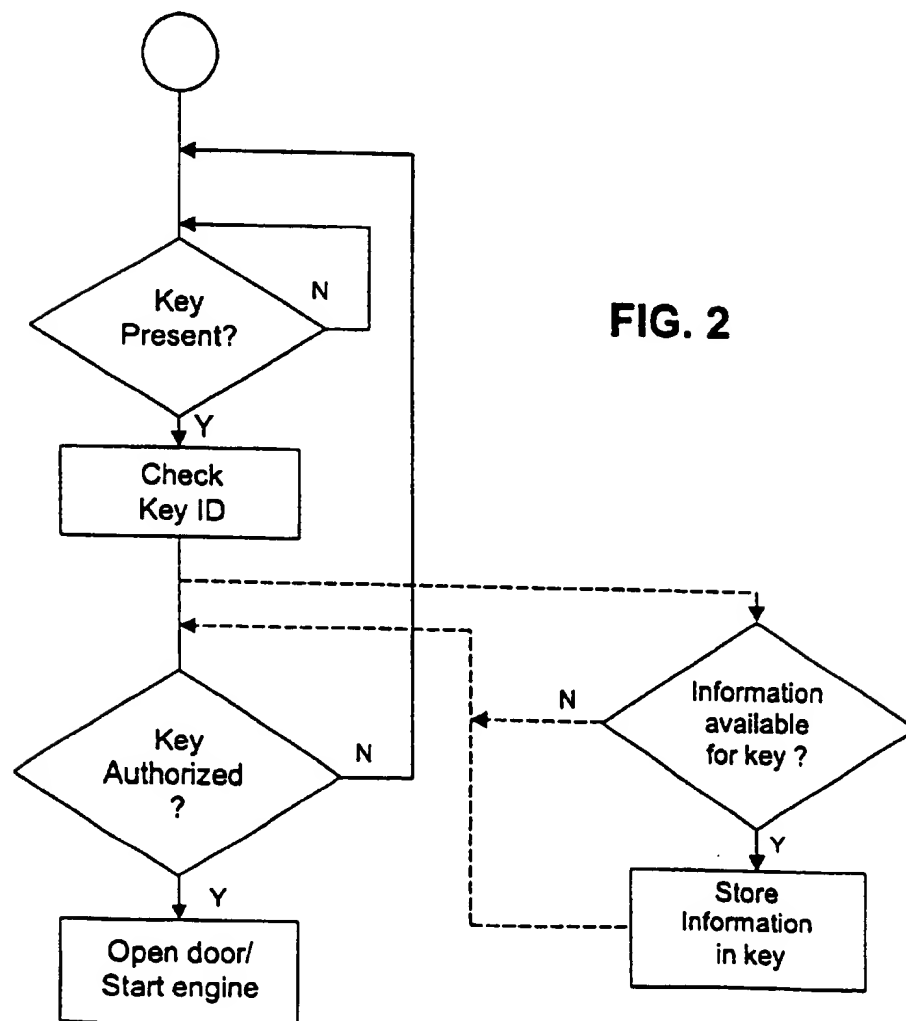 Key
Present?
N
Y
FIG. 2
Check
Key ID
Key
Authorized
?
N
Y
Open door/
Start engine
Information
available
for key ?
N
Y
Store
Information
in key